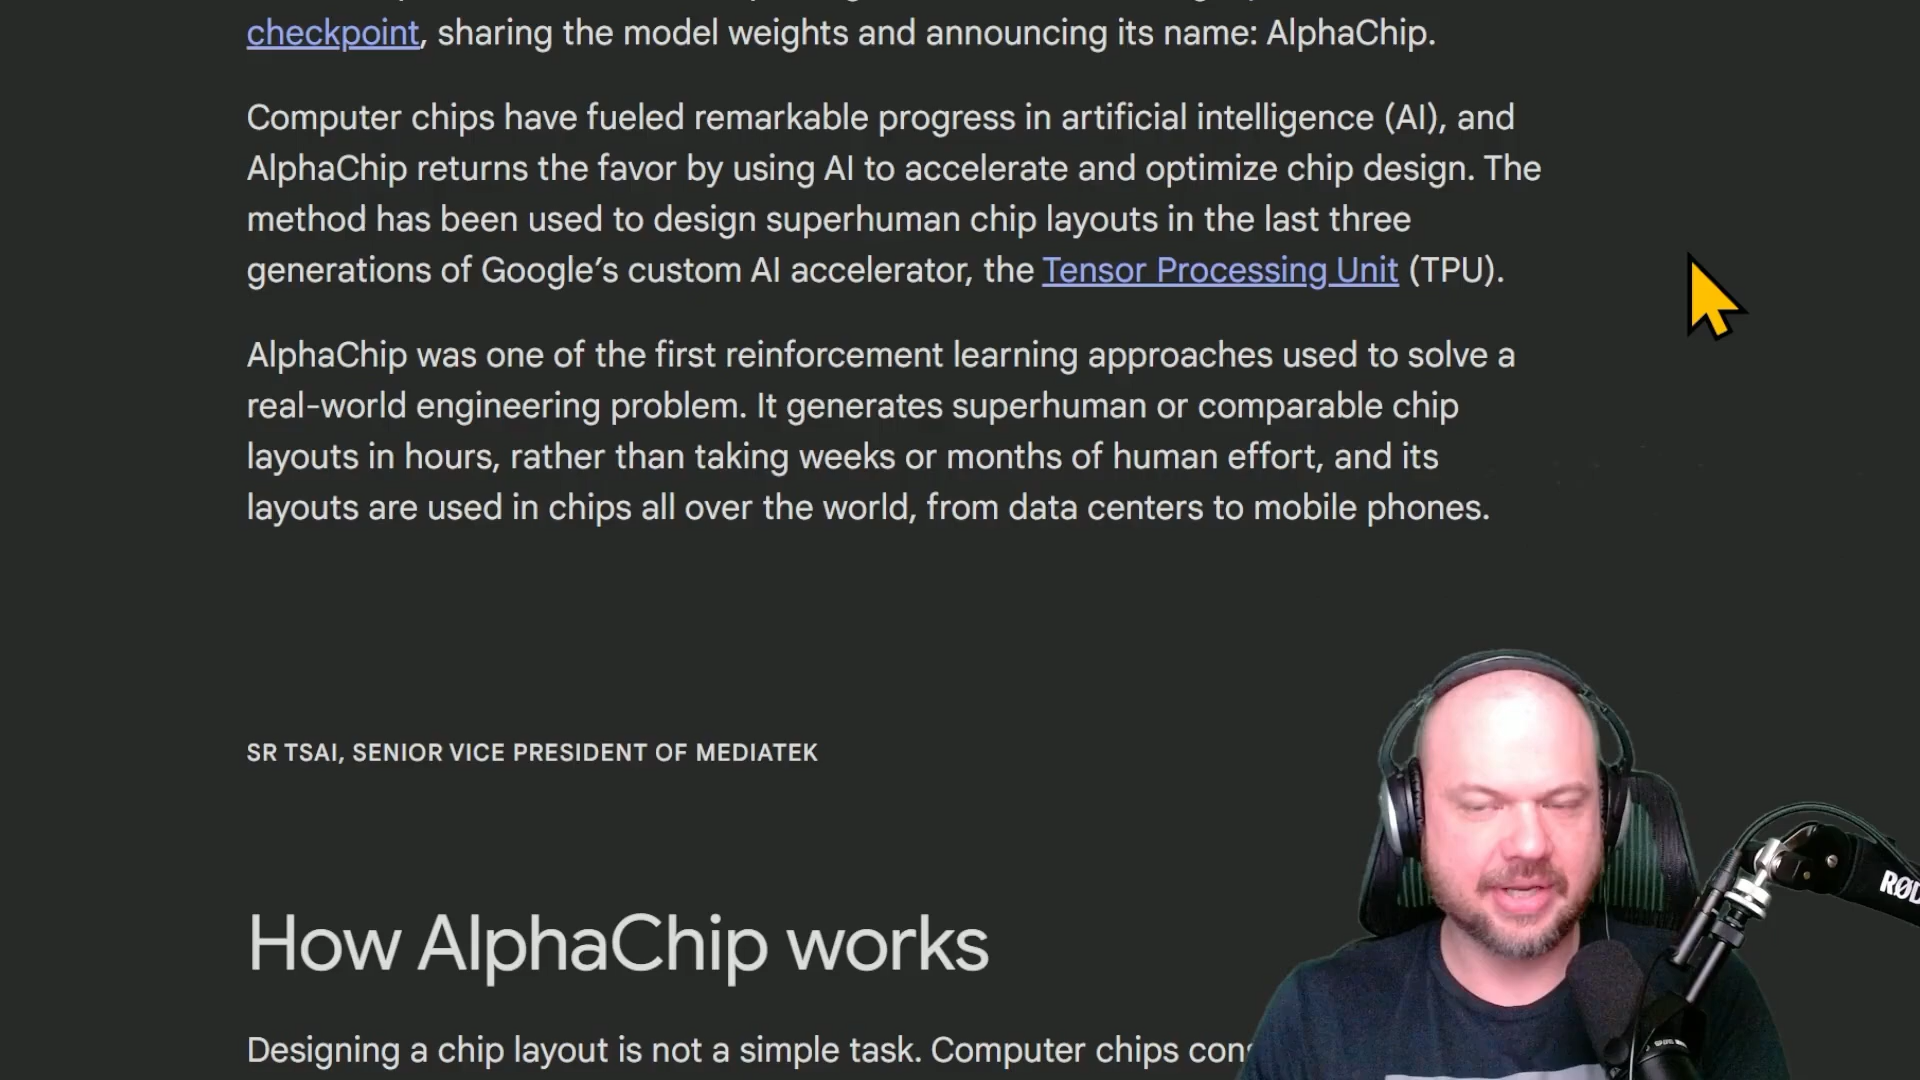 checkpoint, sharing the model weights and announcing its name: AlphaChip.
Computer chips have fueled remarkable progress in artificial intelligence (AI), and
AlphaChip returns the favor by using AI to accelerate and optimize chip design. The
method has been used to design superhuman chip layouts in the last three
generations of Google’s custom AI accelerator, the Tensor Processing Unit (TPU).
AlphaChip was one of the first reinforcement learning approaches used to solve a
real-world engineering problem. It generates superhuman or comparable chip
layouts in hours, rather than taking weeks or months of human effort, and its
layouts are used in chips all over the world, from data centers to mobile phones.
SR TSAI, SENIOR VICE PRESIDENT OF MEDIATEK
RØD
How AlphaChip works
Designing a chip layout is not a simple task. Computer chips cons